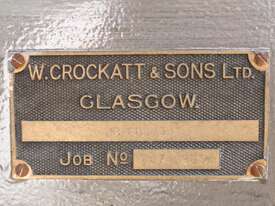 W. CROCKATT & SONS LTD.
GLASGOW.
JOB NO